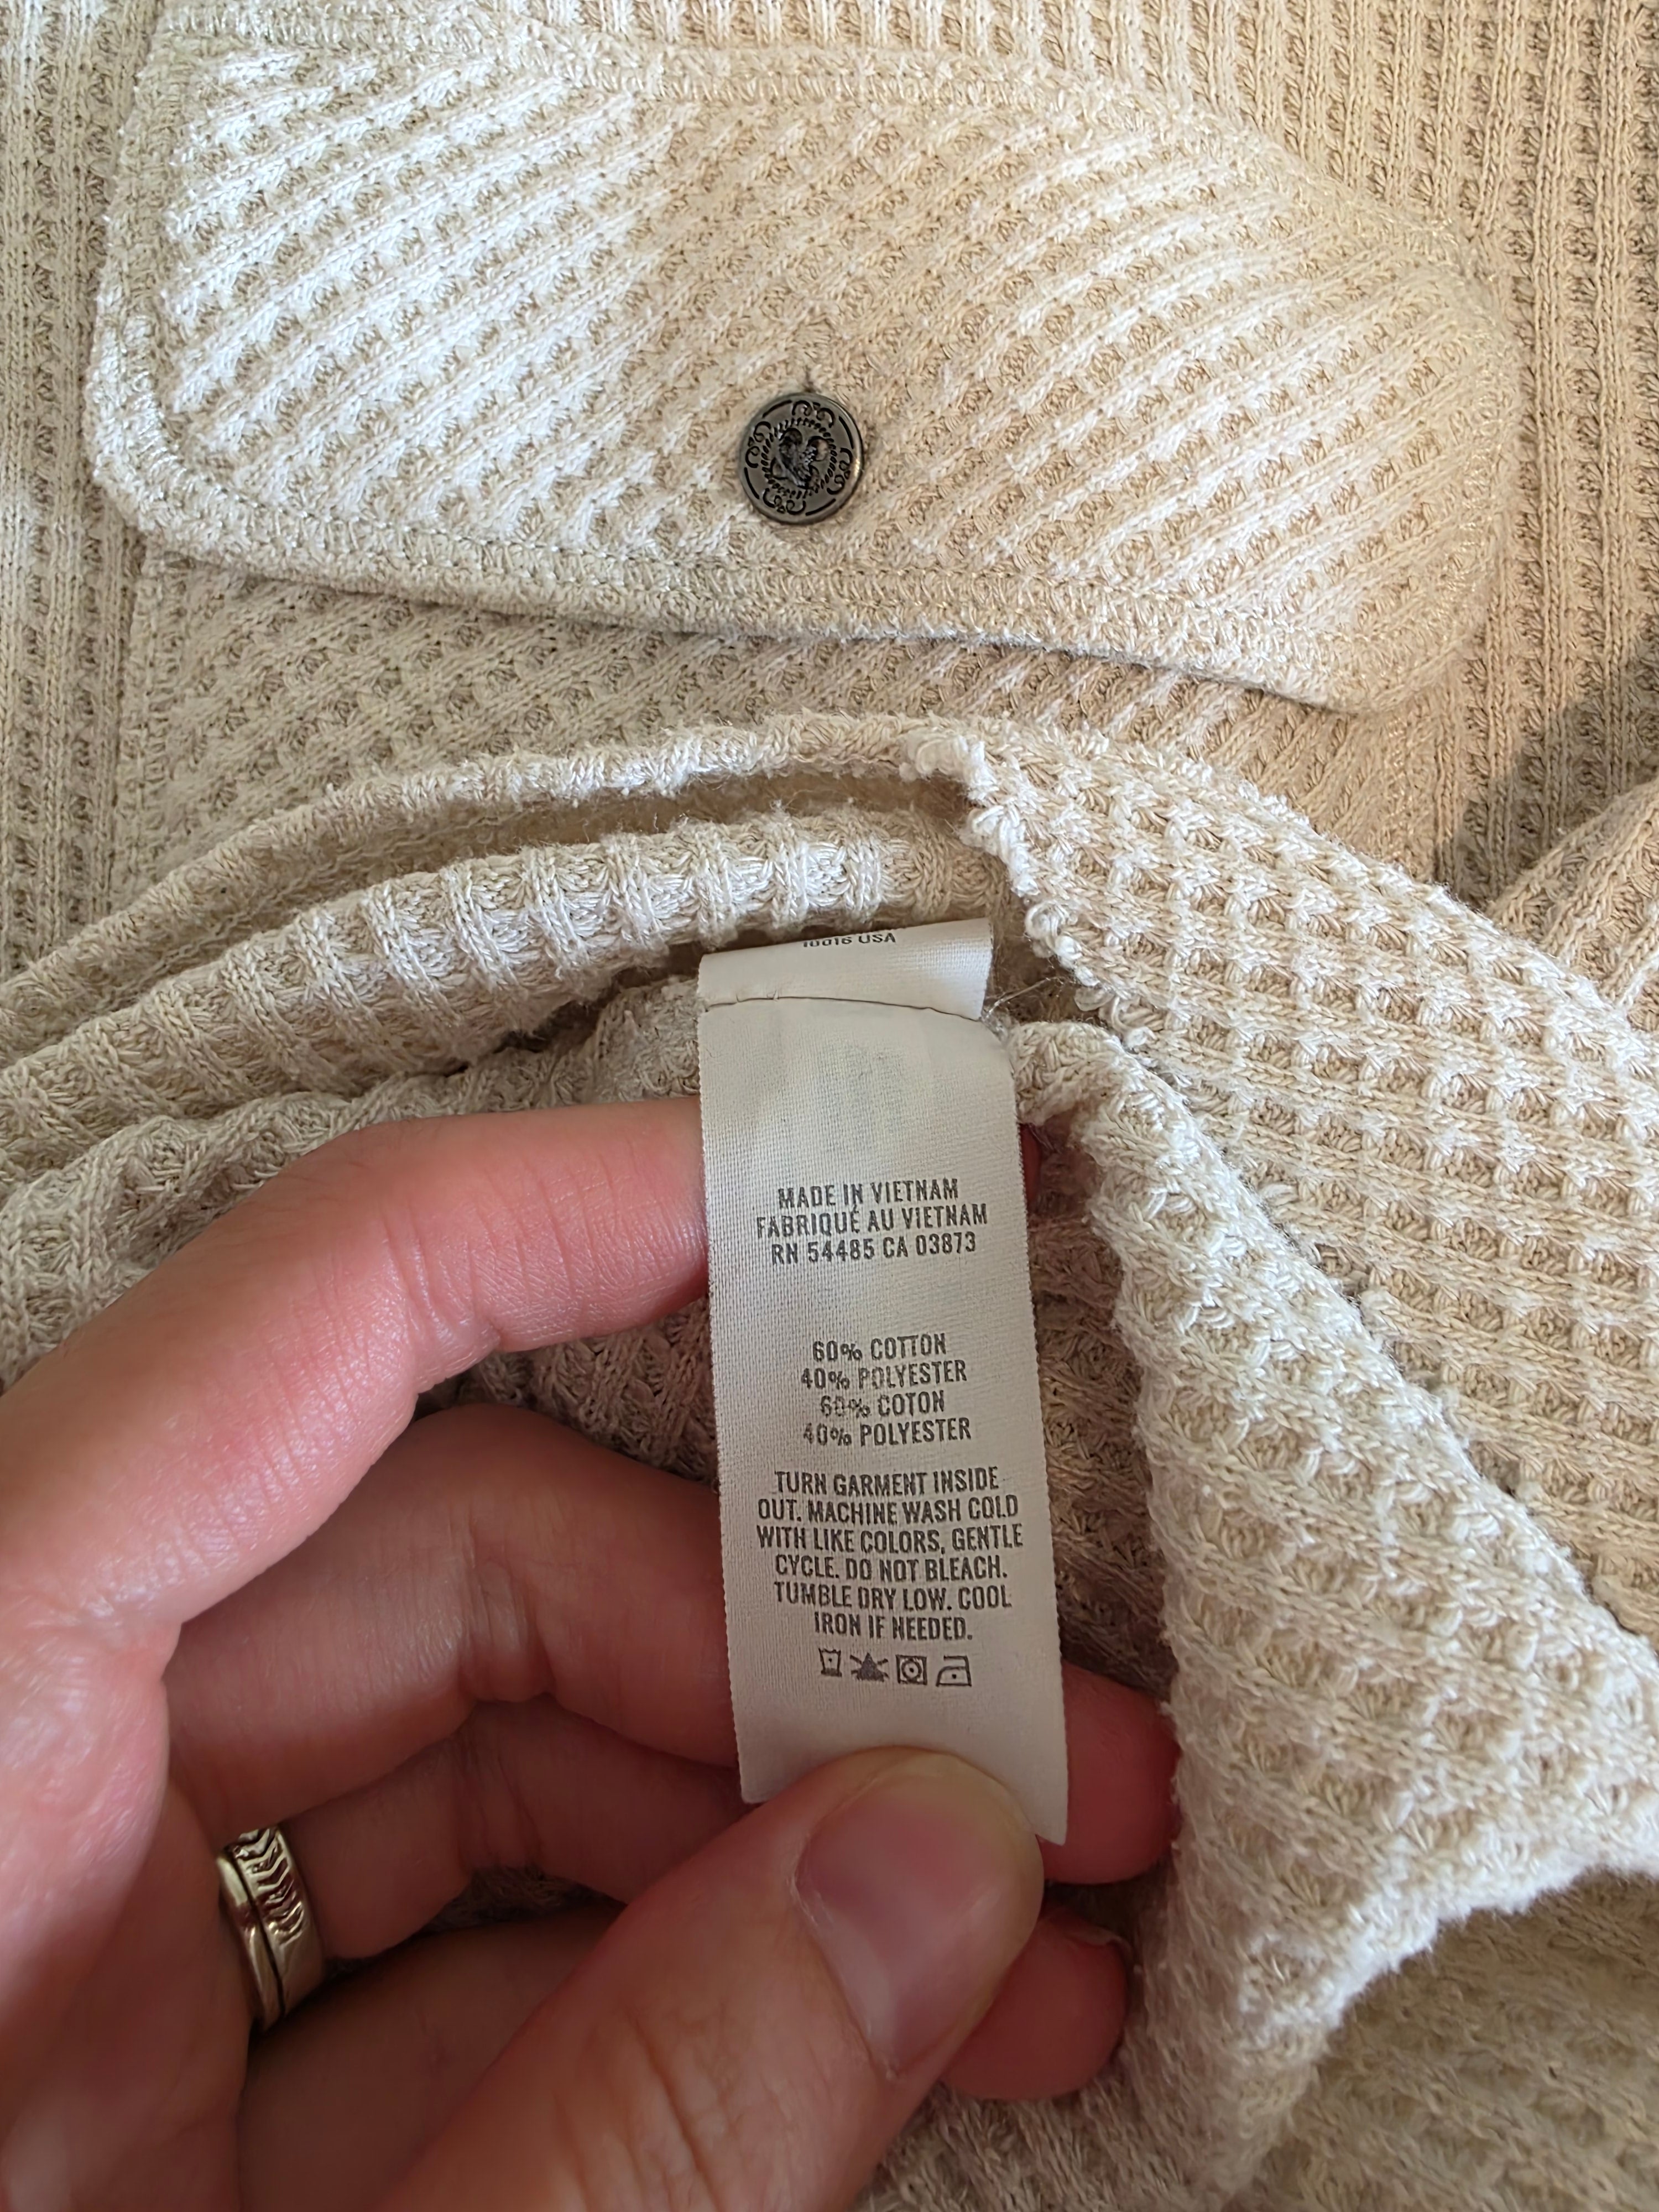 10016 USA
MADE IN VIETNAM
FABRIQUÉ AU VIETNAM
RN 54485 CA 03873
60% COTTON
40% POLYESTER
60% COTON
40% POLYESTER
TURN GARMENT INSIDE
OUT. MACHINE WASH COLD
WITH LIKE COLORS, GENTLE
CYCLE. DO NOT BLEACH.
TUMBLE DRY LOW. COOL
IRON IF NEEDED.